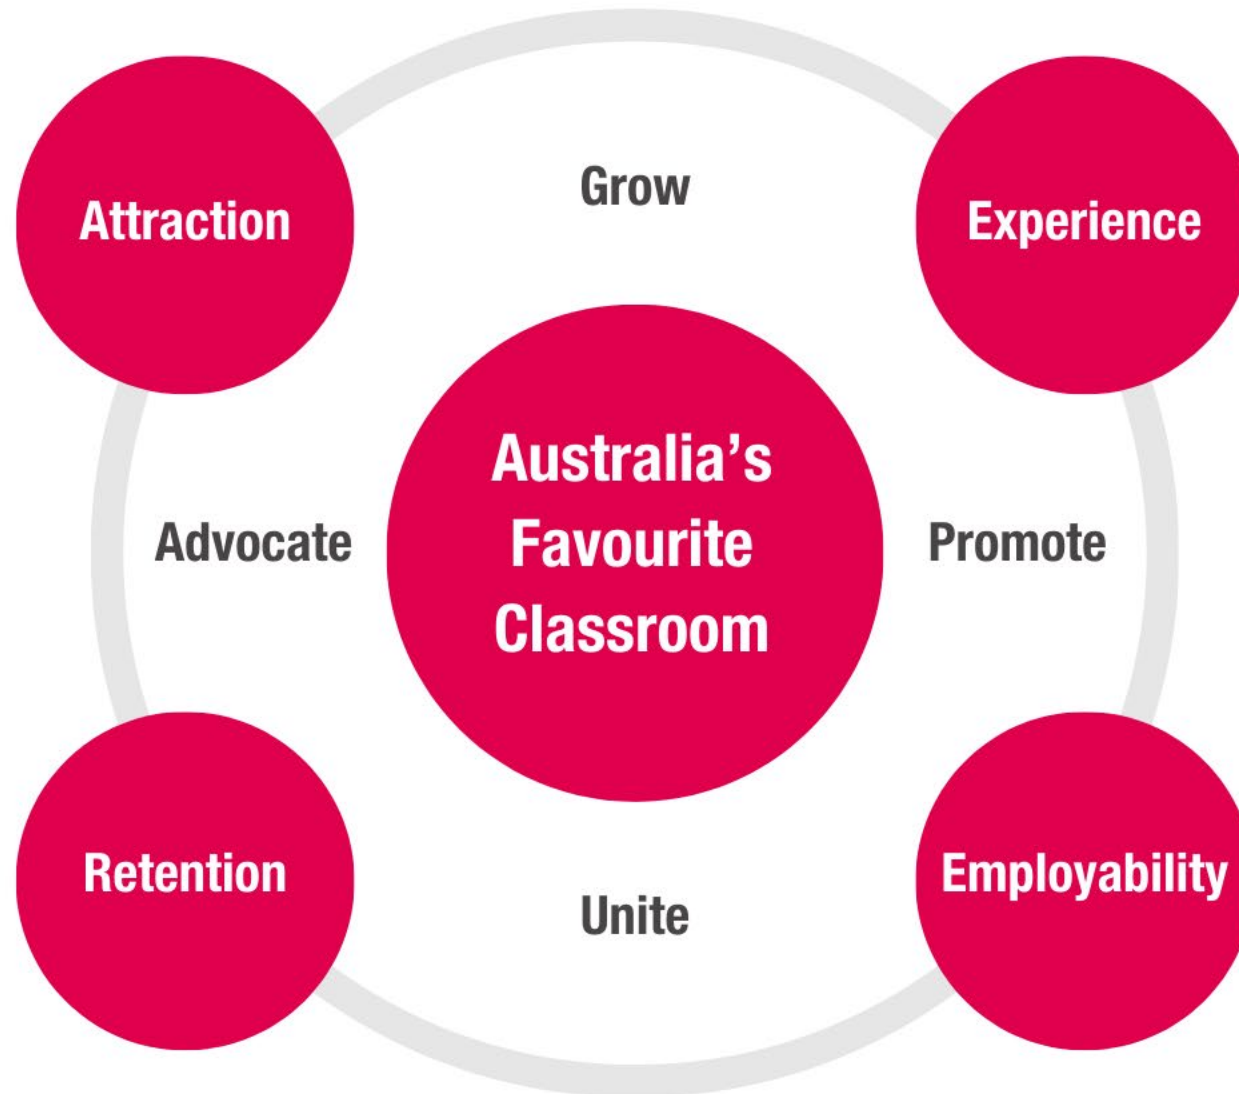 Grow
Attraction
Experience
Australia’s
Favourite
Classroom
Advocate
Promote
Retention
Employability
Unite